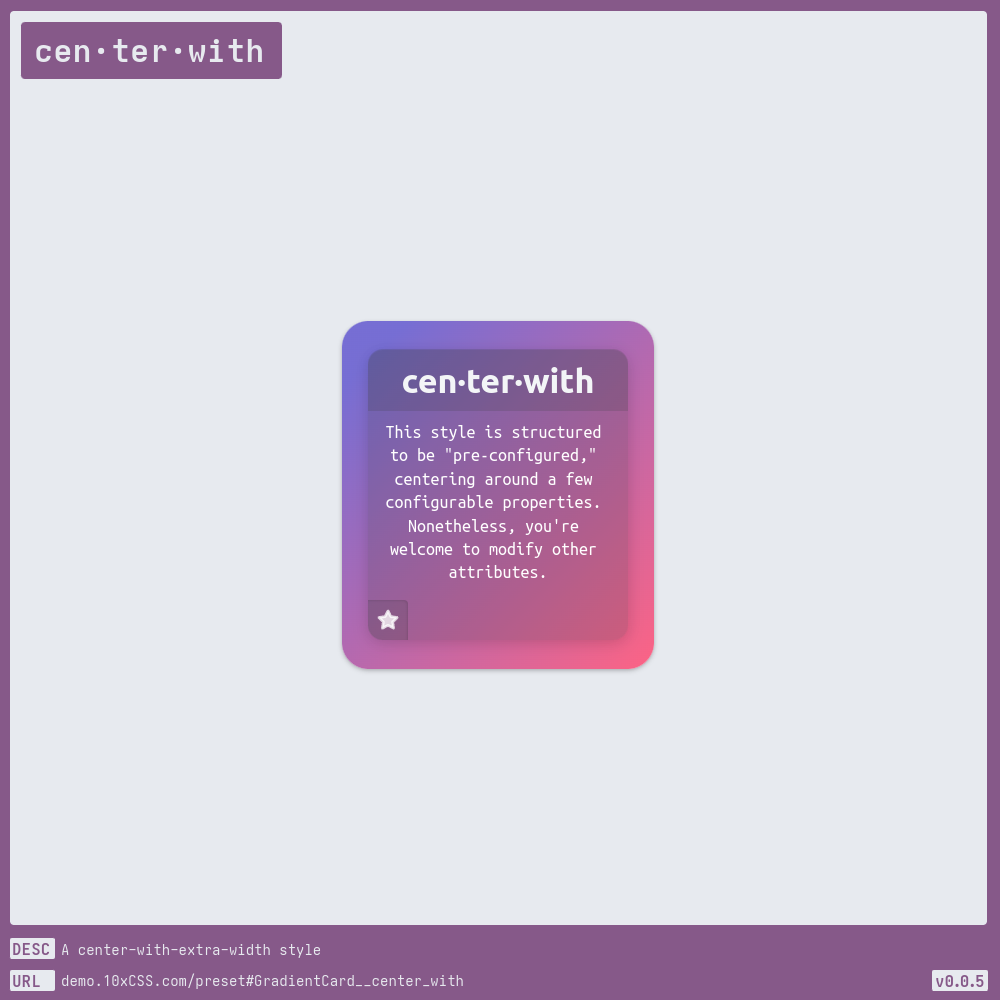 cen·ter·with
cen·ter·with
This style is structured
to be "pre-configured,"
centering around a few
configurable properties.
Nonetheless, you're
welcome to modify other
attributes.
DESC A center-with-extra-width style
URL demo.10xCSS.com/preset#GradientCard__center_with
v0.0.5